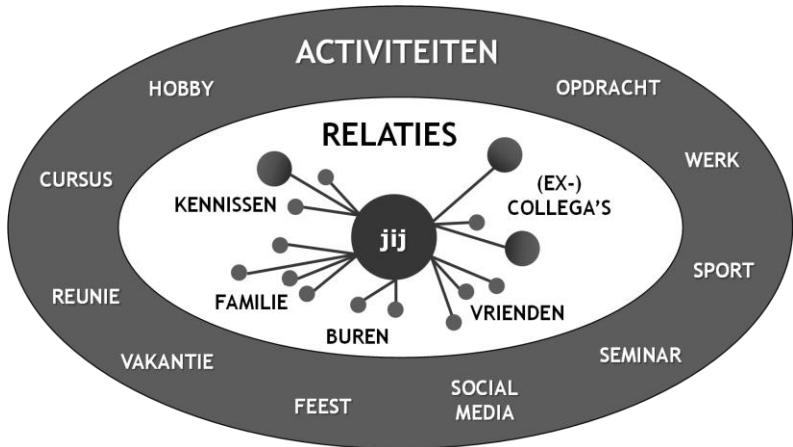 ACTIVITEITEN
HOBBY
OPDRACHT
CURSUS
WERK
REUNIE
SPORT
VAKANTIE
SEMINAR
FEEST
SOCIAL
MEDIA
RELATIES
KENNISSEN
(EX-)
COLLEGA'S
jij
FAMILIE
VRIENDEN
BUREN